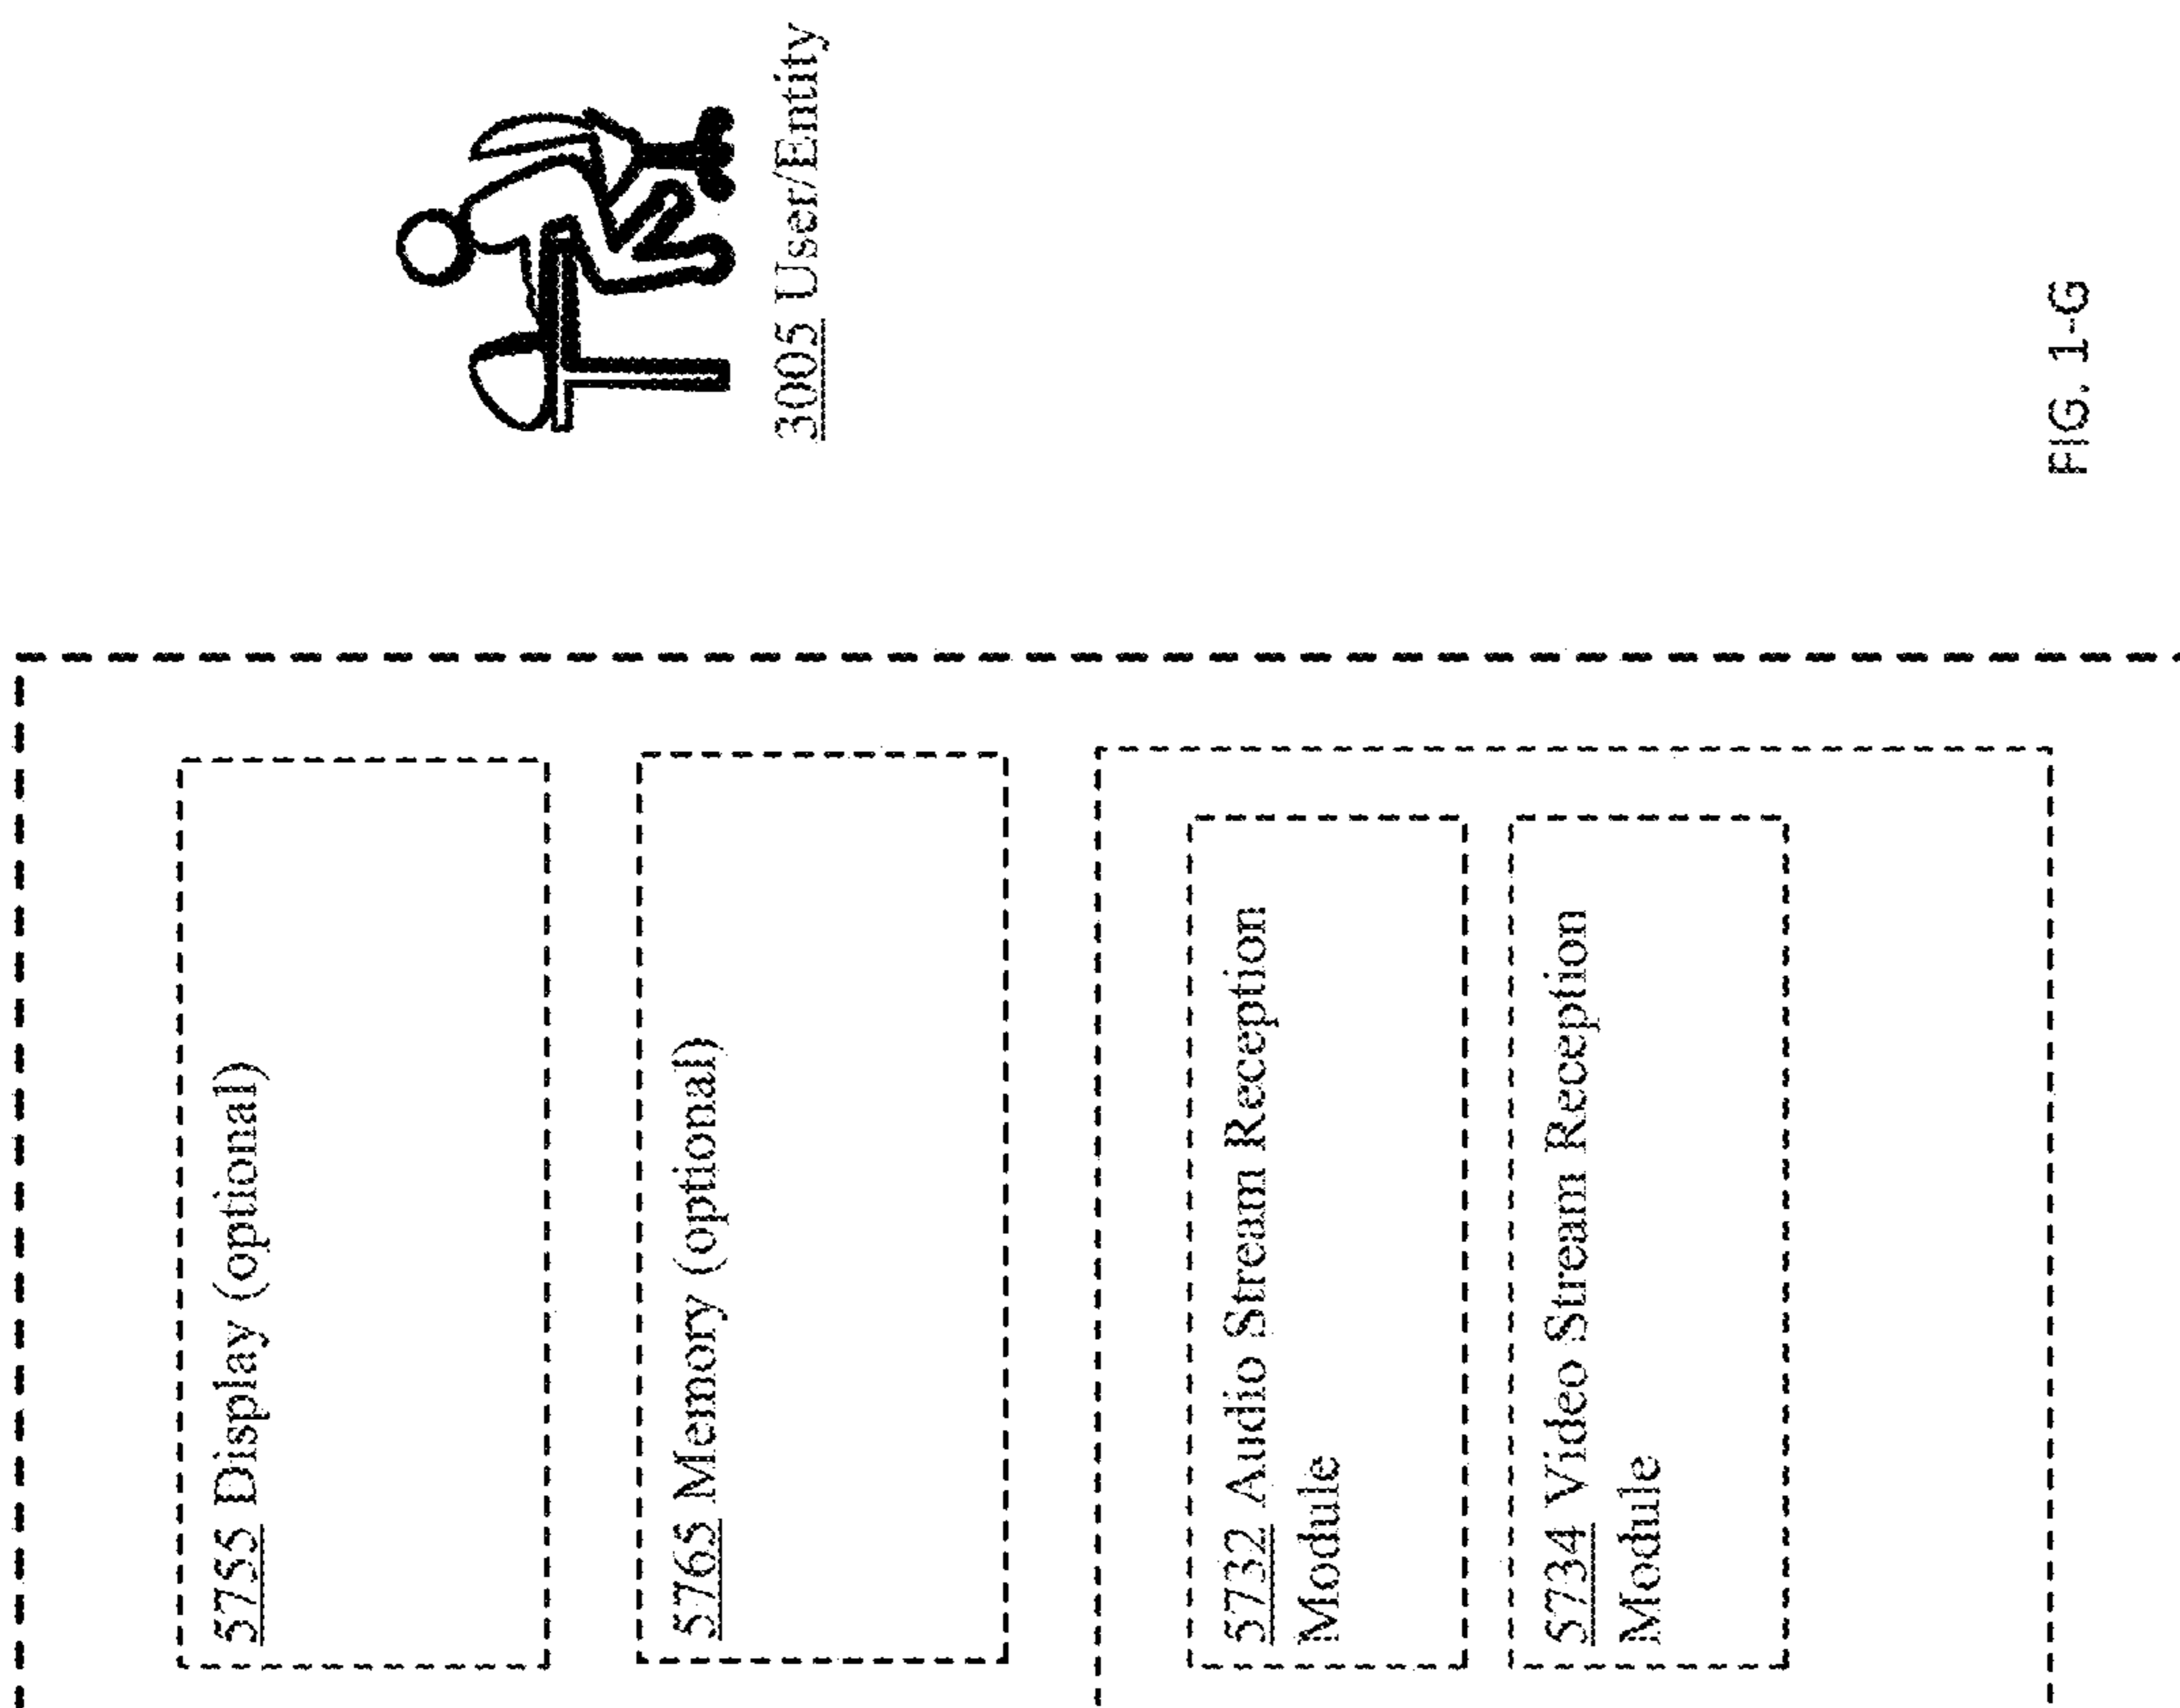 5755 Display (optional)
5765 Memory (optional)
3005 User/Entity
5732 Audio Stream Reception
Module
5734 Video Stream Reception
Module
FIG. 1-G